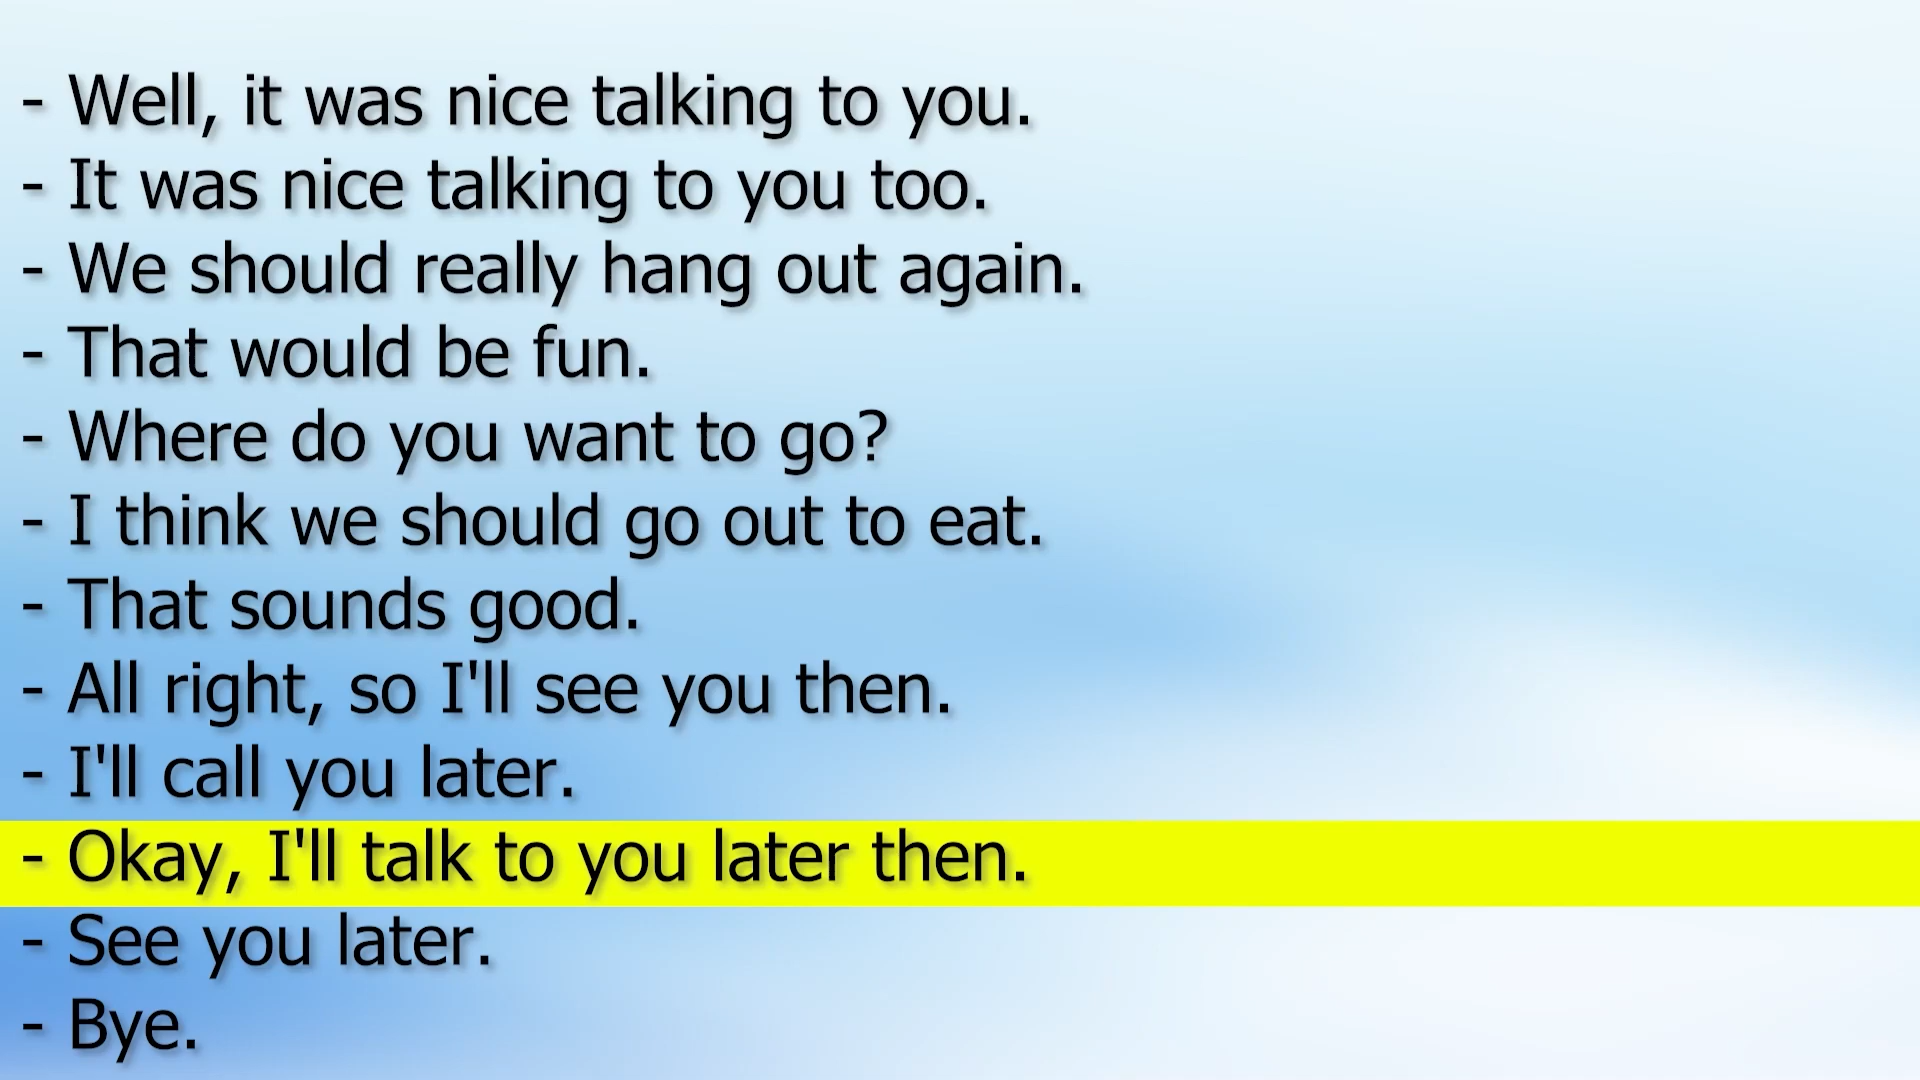 - Well, it was nice talking to you.
- It was nice talking to you too.
- We should really hang out again.
- That would be fun.
- Where do you want to go?
- I think we should go out to eat.
- That sounds good.
- All right, so I'll see you then.
- I'll call you later.
- Okay, I'll talk to you later then.
- See you later.
- Bye.